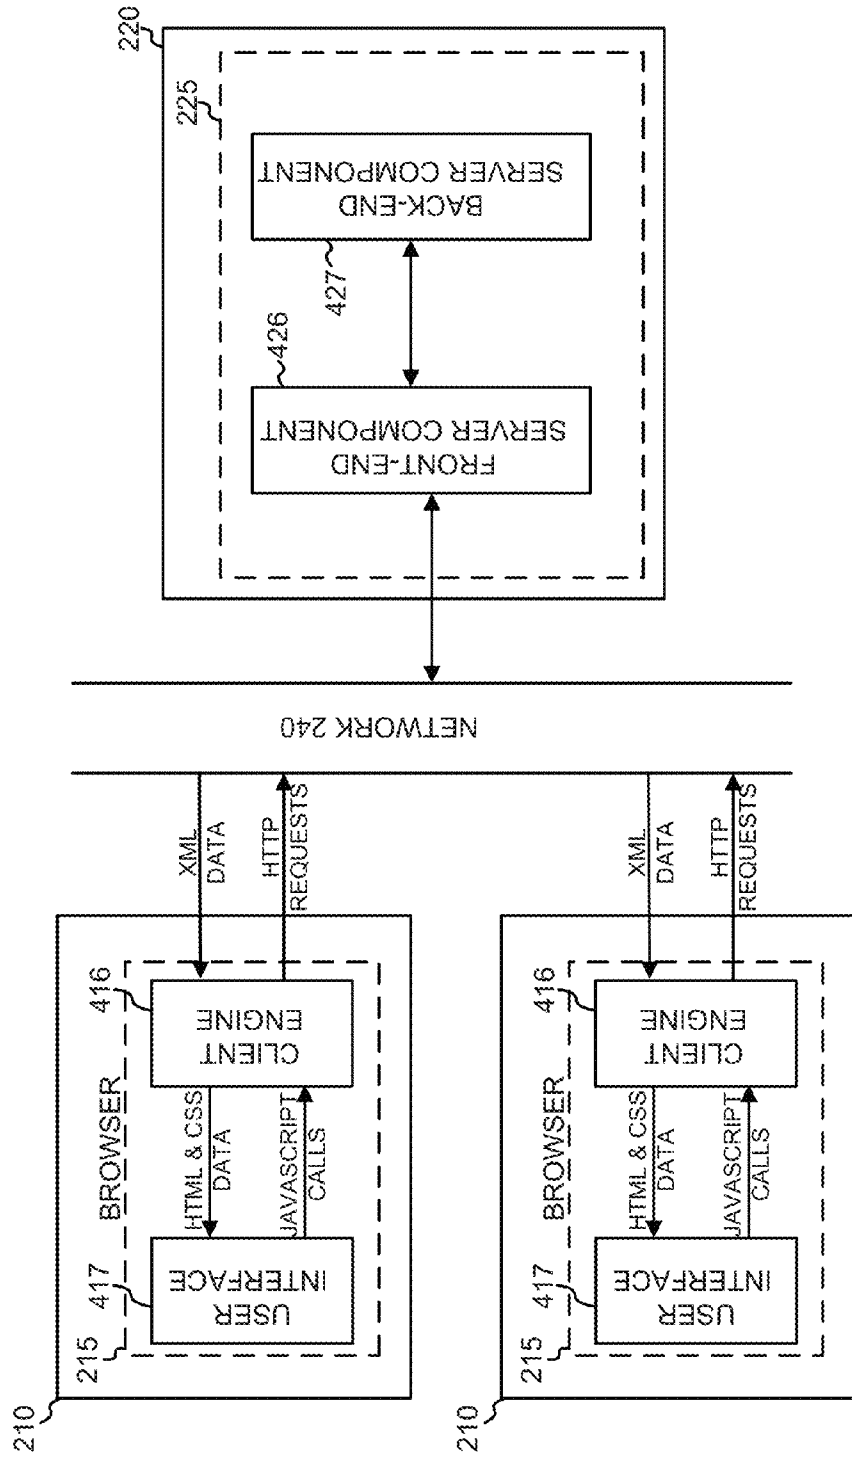 220
225
BACK-END
SERVER COMPONENT
427
426
FRONT-END
SERVER COMPONENT
NETWORK 240
XML
DATA
HTTP
REQUESTS
XML
DATA
HTTP
REQUESTS
416
CLIENT
ENGINE
BROWSER
HTML & CSS
DATA
JAVASCRIPT
CALLS
417
USER
INTERFACE
215
210
416
CLIENT
ENGINE
BROWSER
HTML & CSS
DATA
JAVASCRIPT
CALLS
417
USER
INTERFACE
215
210